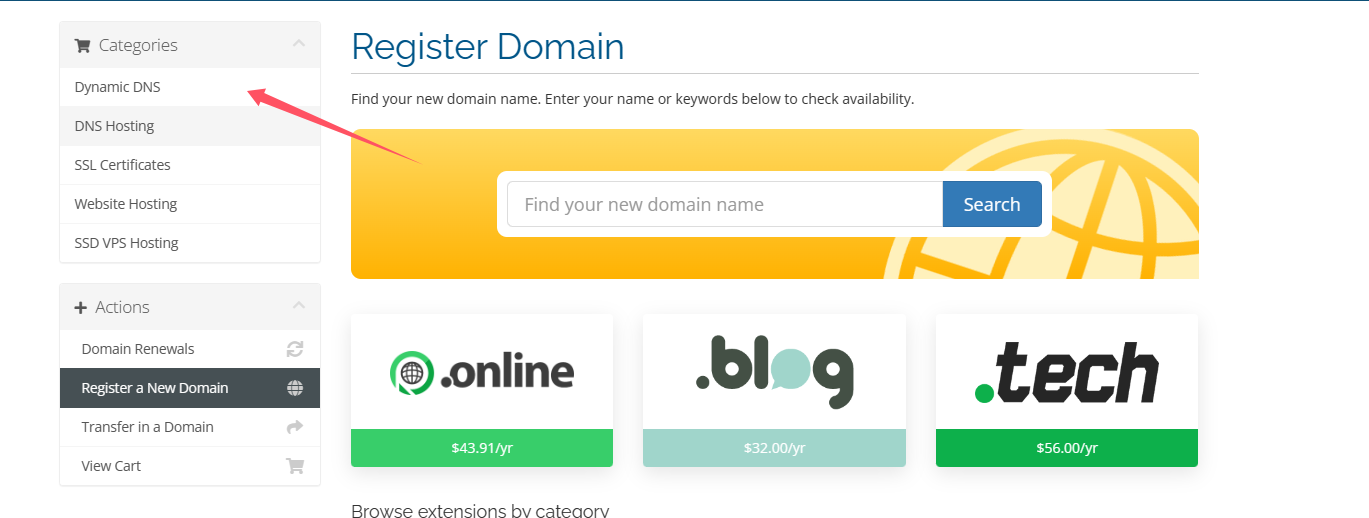 Categories
Dynamic DNS
DNS Hosting
SSL Certificates
Website Hosting
SSD VPS Hosting
Actions
Domain Renewals
Register a New Domain
Transfer in a Domain
View Cart
Register Domain
Find your new domain name. Enter your name or keywords below to check availability.
Find your new domain name
Search
.online
$43.91/yr
.blog
$32.00/yr
.tech
$56.00/yr
Browse extensions by category